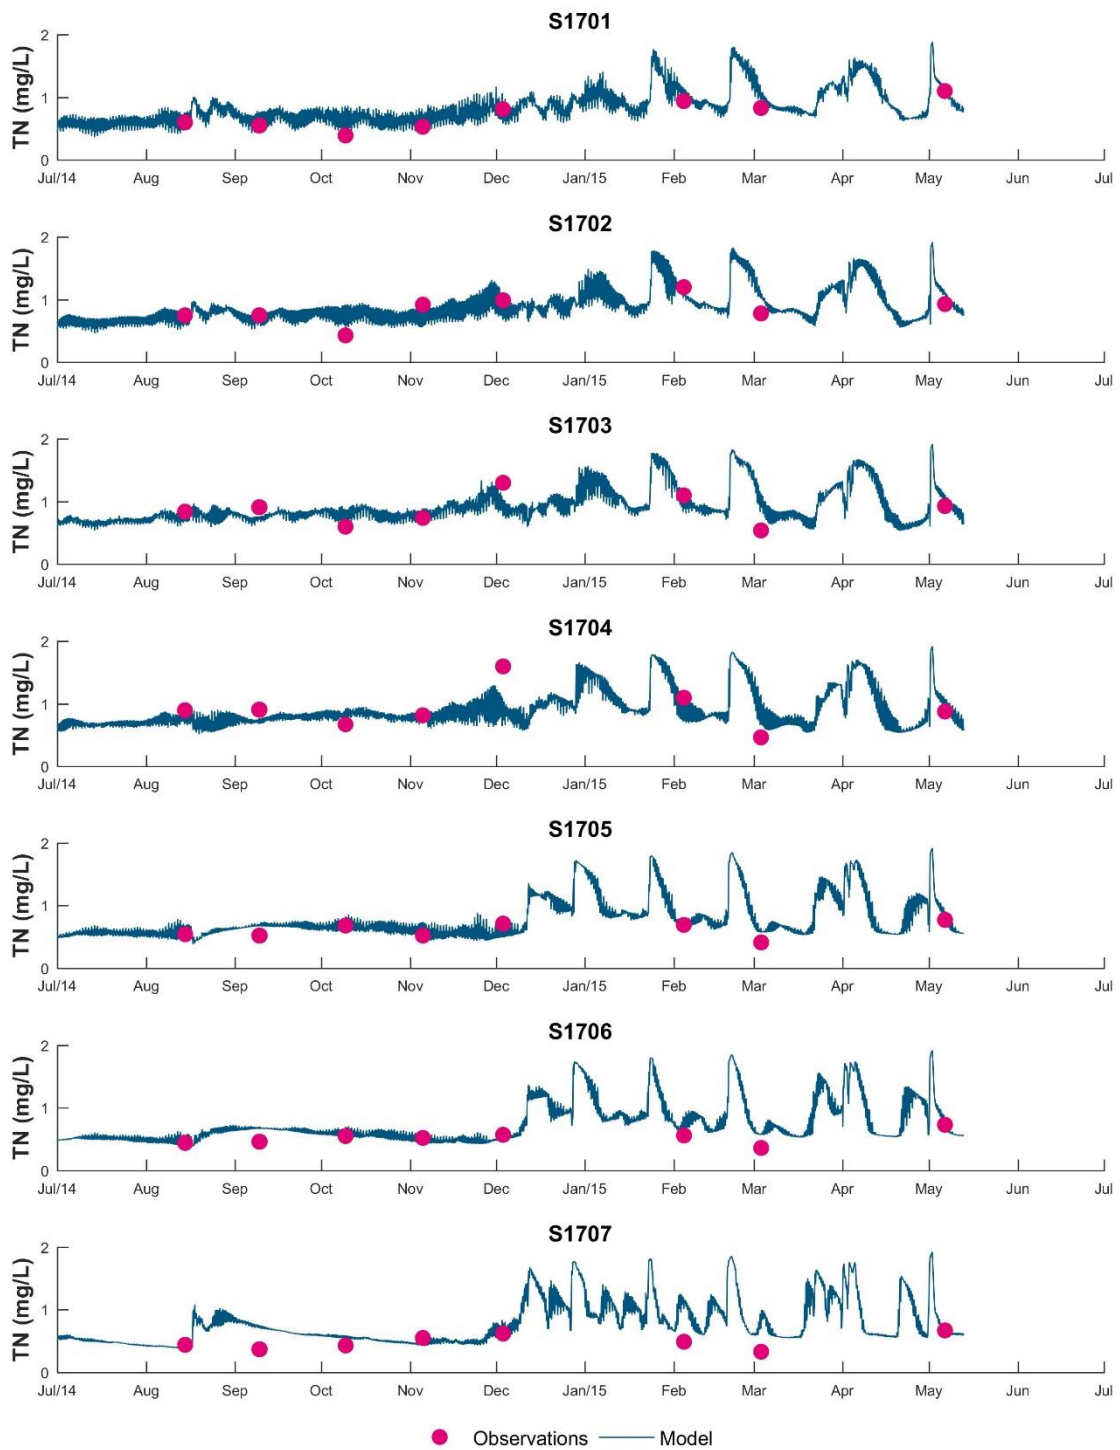 S1701
TN (mg/L)
2
1
0
Jul/14 Aug Sep Oct Nov Dec Jan/15 Feb Mar Apr May Jun Jul
S1702
TN (mg/L)
2
1
0
Jul/14 Aug Sep Oct Nov Dec Jan/15 Feb Mar Apr May Jun Jul
S1703
TN (mg/L)
2
1
0
Jul/14 Aug Sep Oct Nov Dec Jan/15 Feb Mar Apr May Jun Jul
S1704
TN (mg/L)
2
1
0
Jul/14 Aug Sep Oct Nov Dec Jan/15 Feb Mar Apr May Jun Jul
S1705
TN (mg/L)
2
1
0
Jul/14 Aug Sep Oct Nov Dec Jan/15 Feb Mar Apr May Jun Jul
S1706
TN (mg/L)
2
1
0
Jul/14 Aug Sep Oct Nov Dec Jan/15 Feb Mar Apr May Jun Jul
S1707
TN (mg/L)
2
1
0
Jul/14 Aug Sep Oct Nov Dec Jan/15 Feb Mar Apr May Jun Jul
Observations Model